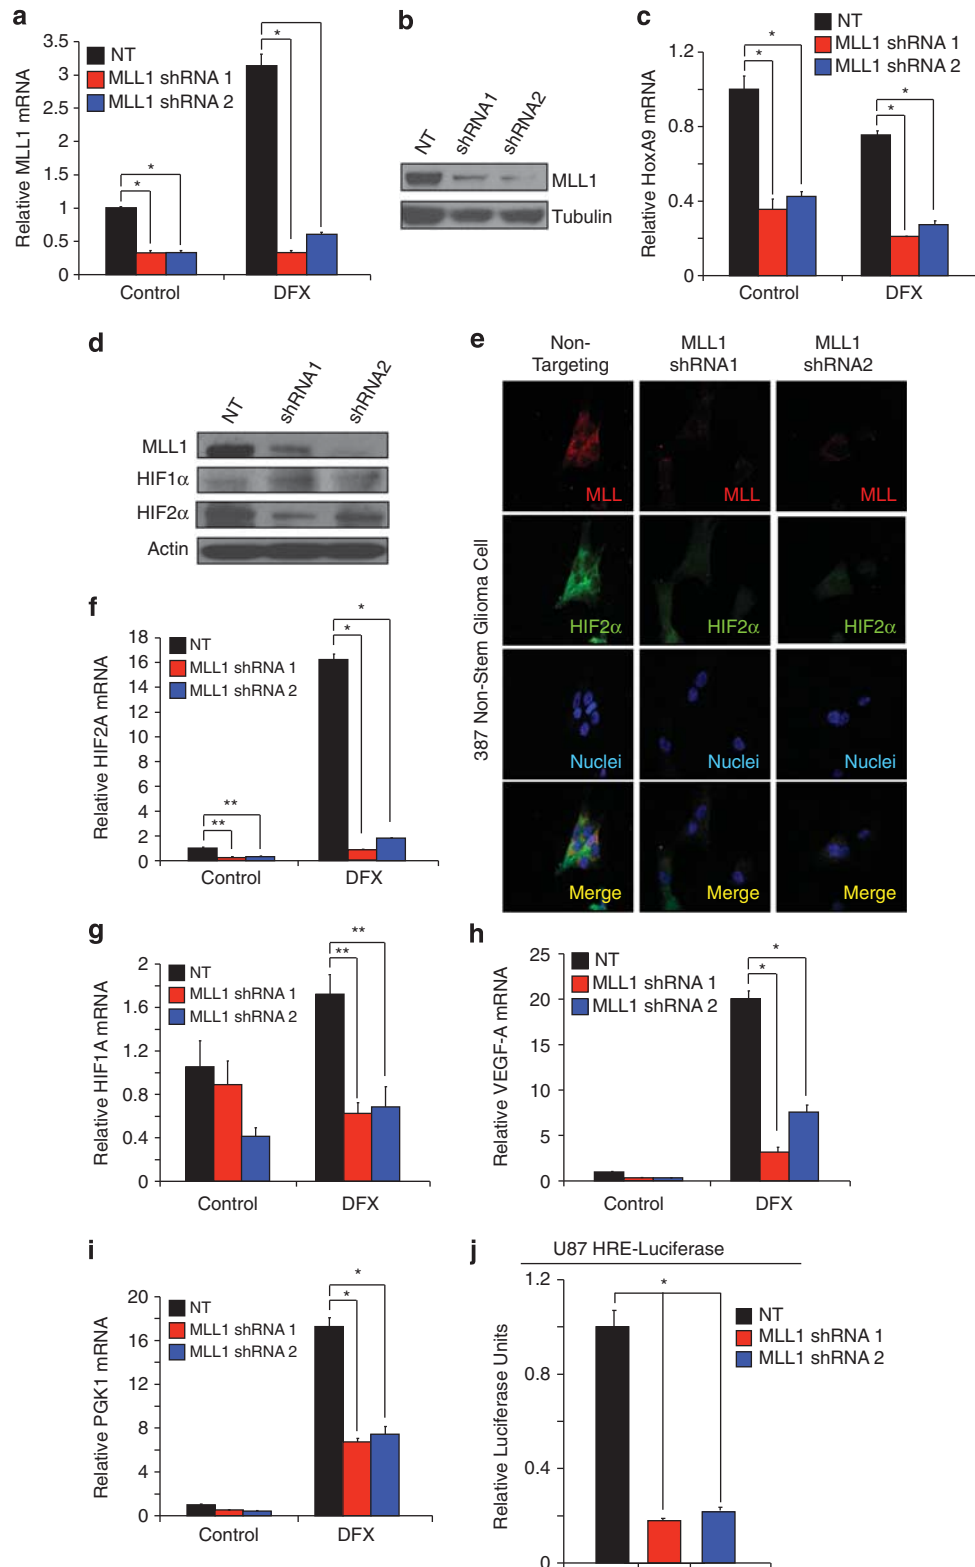 a
Relative MLL1 mRNA
3.5
3
2.5
2
1.5
1
0.5
0
NT
MLL1 shRNA 1
MLL1 shRNA 2
*
*
*
*
Control
DFX
b
NT
shRNA1
shRNA2
MLL1
Tubulin
c
Relative HoxA9 mRNA
1.2
0.8
0.4
0
NT
MLL1 shRNA 1
MLL1 shRNA 2
*
*
*
*
Control
DFX
d
NT
shRNA1
shRNA2
MLL1
HIF1α
HIF2α
Actin
e
Non-
Targeting
MLL1
shRNA1
MLL1
shRNA2
387 Non-Stem Glioma Cell
MLL
MLL
MLL
HIF2α
HIF2α
HIF2α
Nuclei
Nuclei
Nuclei
Merge
Merge
Merge
f
Relative HIF2A mRNA
18
16
14
12
10
8
6
4
2
0
NT
MLL1 shRNA 1
MLL1 shRNA 2
**
**
*
*
Control
DFX
g
Relative HIF1A mRNA
2
1.6
1.2
0.8
0.4
0
NT
MLL1 shRNA 1
MLL1 shRNA 2
**
**
Control
DFX
h
Relative VEGF-A mRNA
25
20
15
10
5
0
NT
MLL1 shRNA 1
MLL1 shRNA 2
*
*
Control
DFX
i
Relative PGK1 mRNA
20
16
12
8
4
0
NT
MLL1 shRNA 1
MLL1 shRNA 2
*
*
Control
DFX
j
U87 HRE-Luciferase
Relative Luciferase Units
1.2
0.8
0.4
0
*
NT
MLL1 shRNA 1
MLL1 shRNA 2